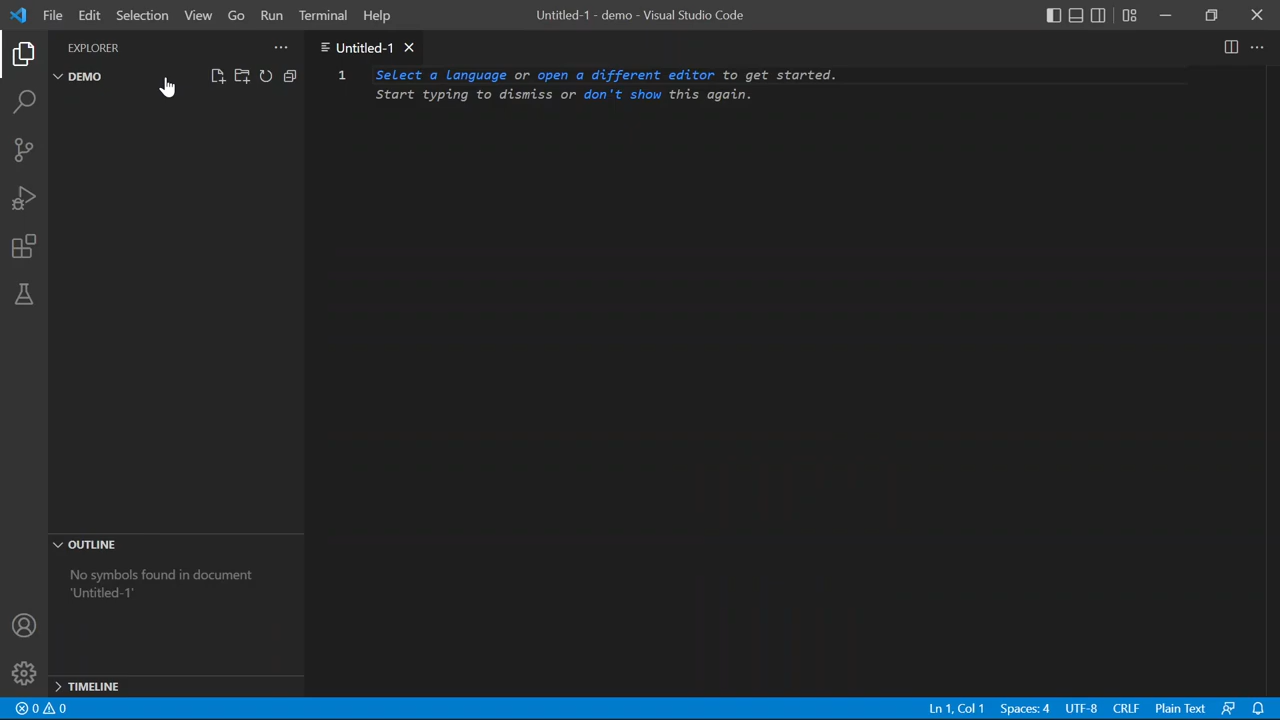 File Edit Selection View Go Run Terminal Help
Untitled-1 - demo - Visual Studio Code
EXPLORER
Untitled-1
DEMO
1
Select a language or open a different editor to get started.
Start typing to dismiss or don't show this again.
OUTLINE
No symbols found in document
'Untitled-1'
TIMELINE
0 0
Ln 1, Col 1 Spaces: 4 UTF-8 CRLF Plain Text